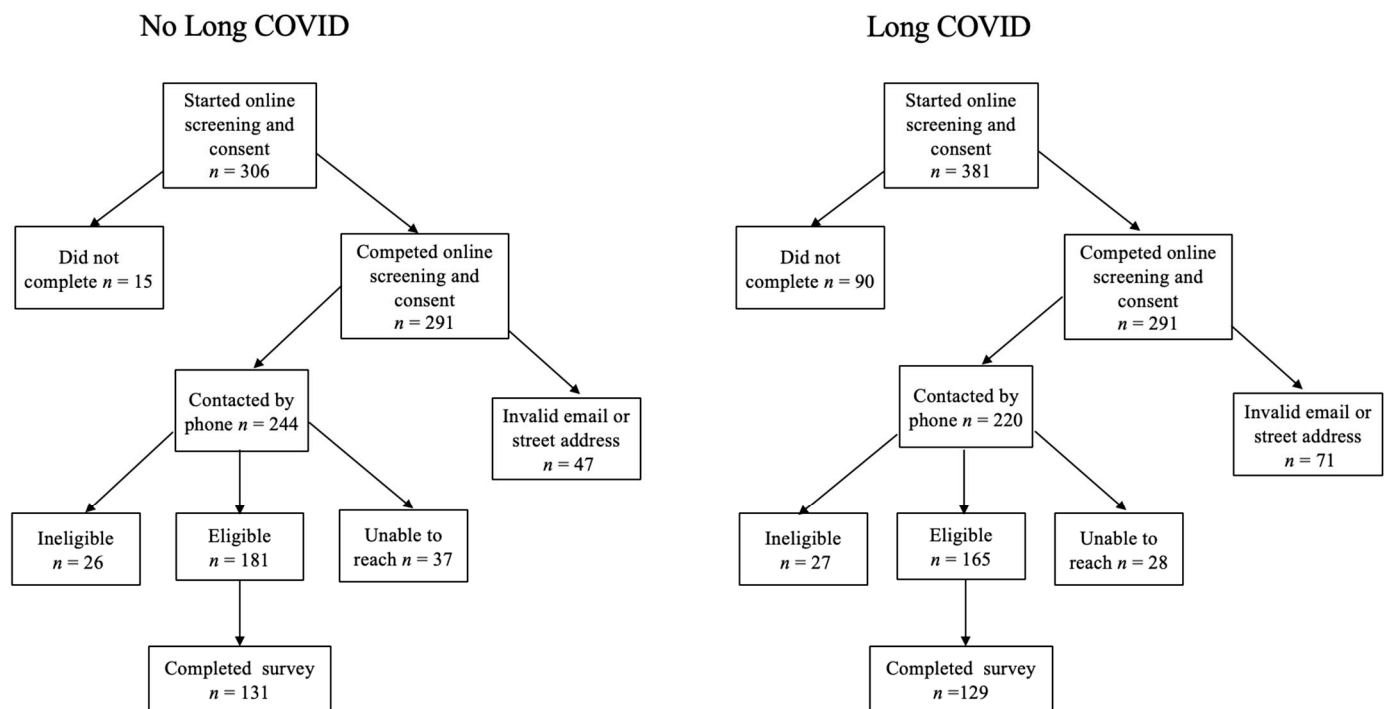 No Long COVID
Started online
screening and
consent
n = 306
Did not
complete n = 15
Competed online
screening and
consent
n = 291
Contacted by
phone n = 244
Invalid email or
street address
n = 47
Ineligible
n = 26
Eligible
n = 181
Unable to
reach n = 37
Completed survey
n = 131
Long COVID
Started online
screening and
consent
n = 381
Did not
complete n = 90
Competed online
screening and
consent
n = 291
Contacted by
phone n = 220
Invalid email or
street address
n = 71
Ineligible
n = 27
Eligible
n = 165
Unable to
reach n = 28
Completed survey
n =129